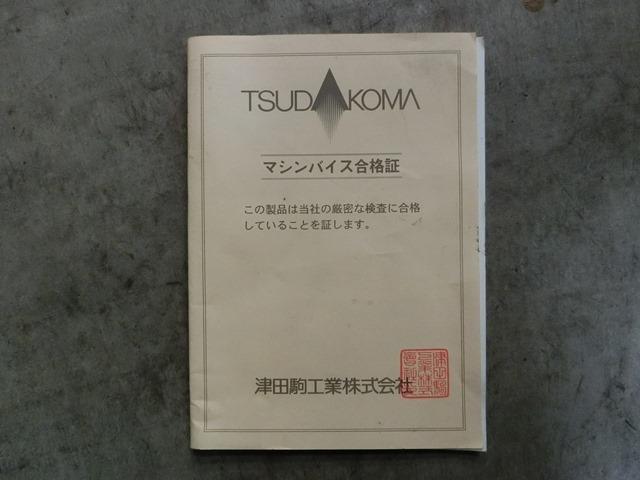 TSUDAKOMA
マシンバイス合格証
この製品は当社の厳密な検査に合格
していることを証します。
津田駒工業株式会社